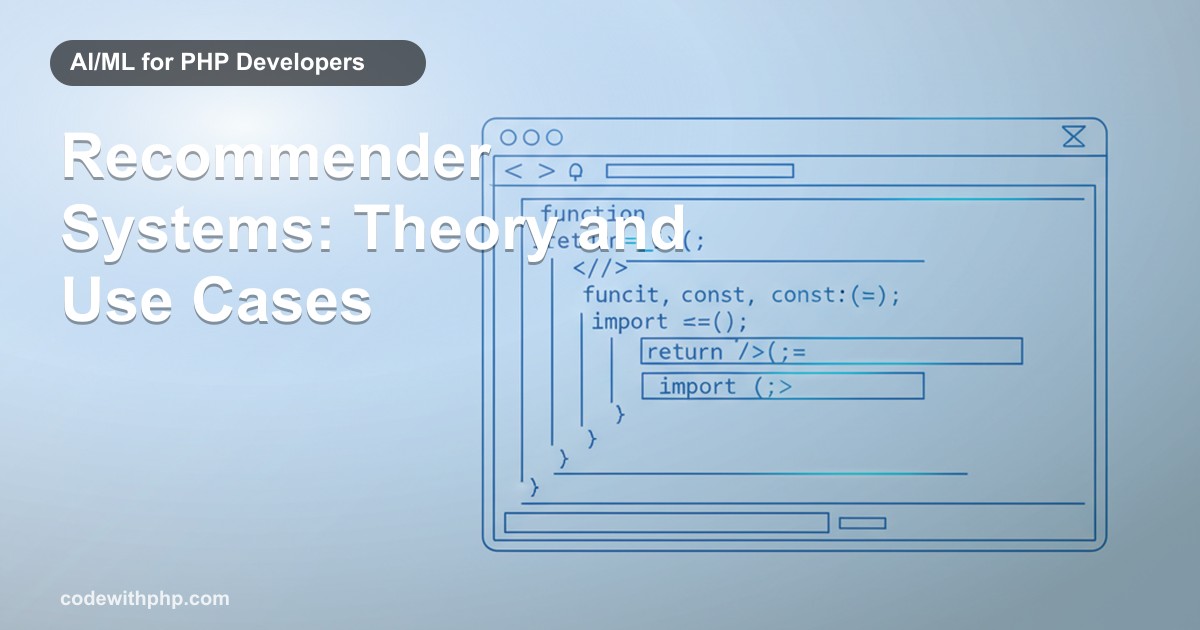 AI/ML for PHP Developers
Recommender
Systems: Theory and
Use Cases
< >
function
return
(;
<//>
funcit, const, const:(=);
import <=();
return />(;=
import (;>
}
}
}
}
codewithphp.com